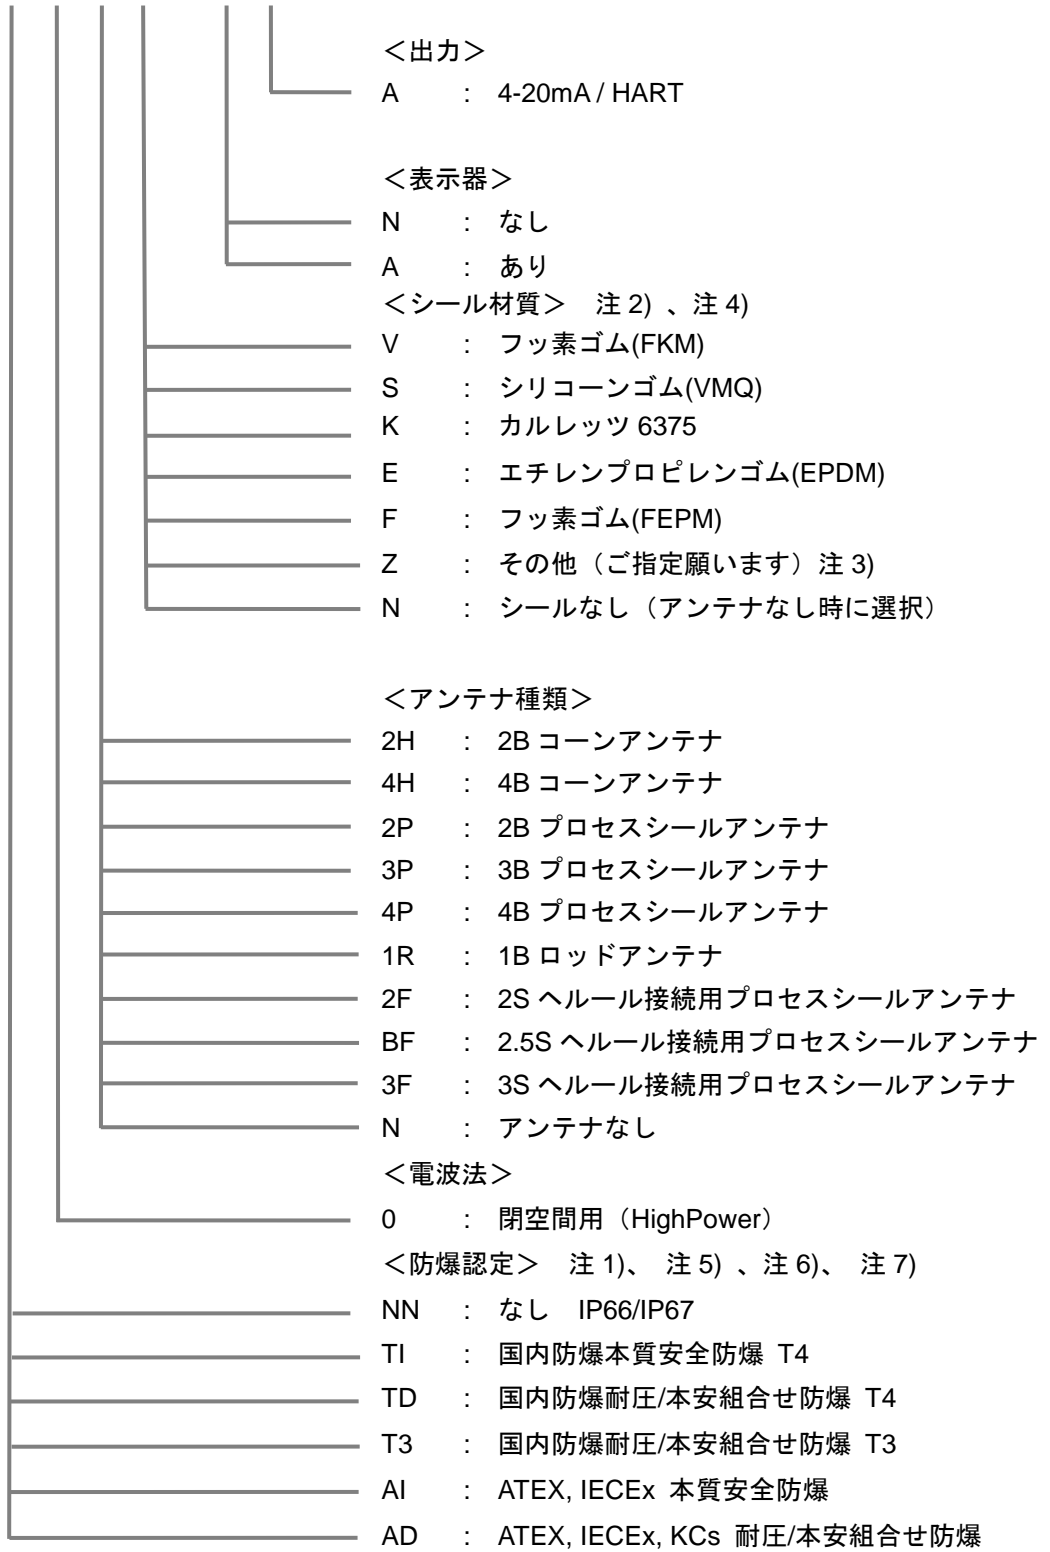 ＜出力＞
A : 4-20mA / HART
＜表示器＞
N : なし
A : あり
＜シール材質＞ 注 2) 、注 4)
V : フッ素ゴム(FKM)
S : シリコーンゴム(VMQ)
K : カルレッツ 6375
E : エチレンプロピレンゴム(EPDM)
F : フッ素ゴム(FEPM)
Z : その他（ご指定願います）注 3)
N : シールなし（アンテナなし時に選択）
＜アンテナ種類＞
2H : 2B コーンアンテナ
4H : 4B コーンアンテナ
2P : 2B プロセスシールアンテナ
3P : 3B プロセスシールアンテナ
4P : 4B プロセスシールアンテナ
1R : 1B ロッドアンテナ
2F : 2S ヘルール接続用プロセスシールアンテナ
BF : 2.5S ヘルール接続用プロセスシールアンテナ
3F : 3S ヘルール接続用プロセスシールアンテナ
N : アンテナなし
＜電波法＞
0 : 閉空間用（HighPower）
＜防爆認定＞ 注 1)、 注 5) 、注 6)、 注 7)
NN : なし IP66/IP67
TI : 国内防爆本質安全防爆 T4
TD : 国内防爆耐圧/本安組合せ防爆 T4
T3 : 国内防爆耐圧/本安組合せ防爆 T3
AI : ATEX, IECEx 本質安全防爆
AD : ATEX, IECEx, KCs 耐圧/本安組合せ防爆